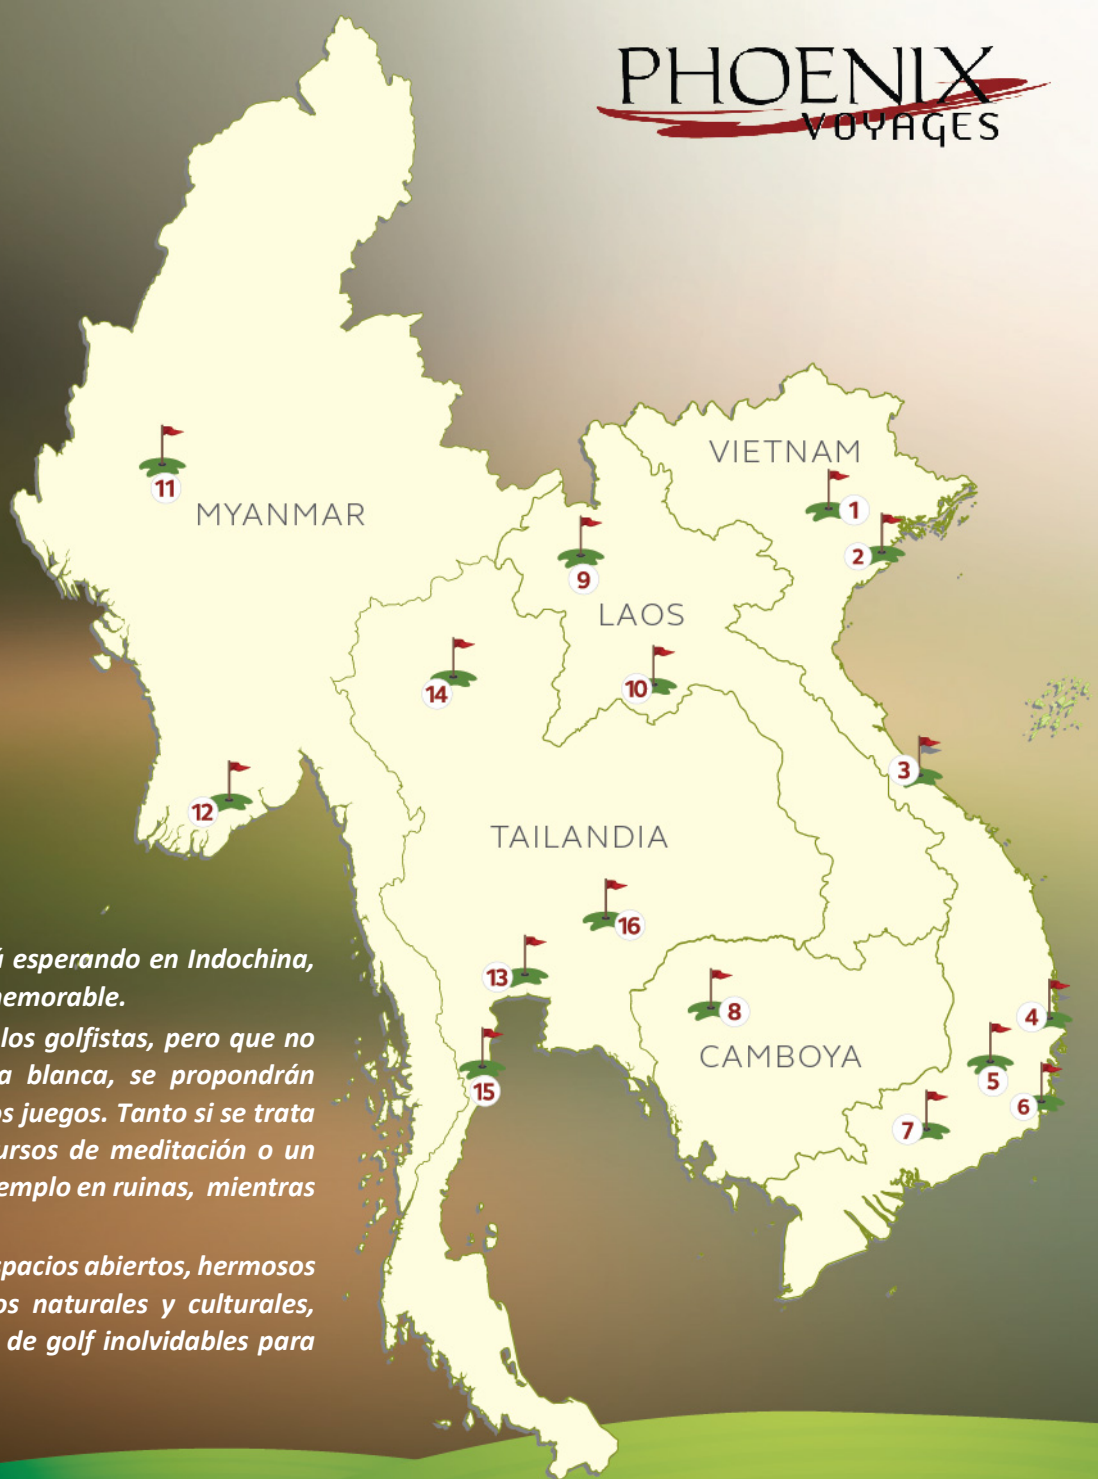 PHOENIX
VOYAGES
VIETNAM
1
11
MYANMAR
2
9
LAOS
14
10
3
12
TAILANDIA
16
esperando en Indochina,
13
memorable.
8
4
los golfistas, pero que no
CAMBOYA
a blanca, se propondrán
5
15
6
os juegos. Tanto si se trata
7
ursos de meditación o un
emplo en ruinas, mientras
spacios abiertos, hermosos
os naturales y culturales,
de golf inolvidables para